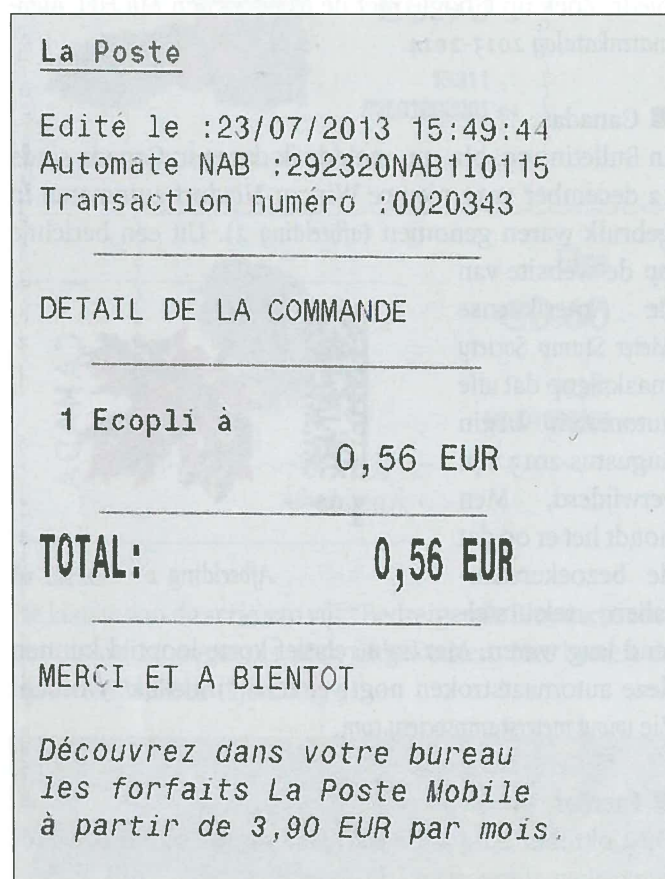 La Poste
Edité le :23/07/2013 15:49:44
Automate NAB :292320NAB1I0115
Transaction numéro :0020343
DETAIL DE LA COMMANDE
1 Ecopli à
0,56 EUR
TOTAL: 0,56 EUR
MERCI ET A BIENTOT
Découvrez dans votre bureau
les forfaits La Poste Mobile
à partir de 3,90 EUR par mois.